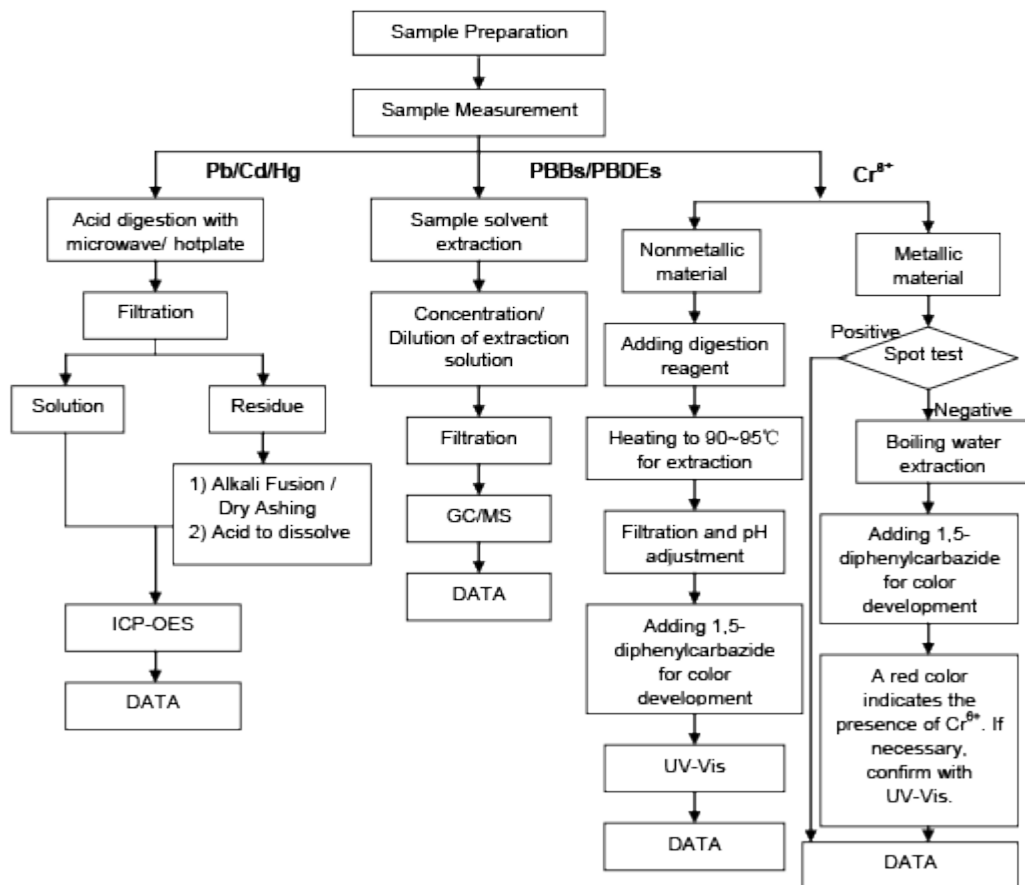 Sample Preparation
Sample Measurement
Pb/Cd/Hg
PBBs/PBDEs
Cr⁶⁺
Acid digestion with
microwave/ hotplate
Filtration
Solution
Residue
1) Alkali Fusion /
Dry Ashing
2) Acid to dissolve
ICP-OES
DATA
Sample solvent
extraction
Concentration/
Dilution of extraction
solution
Filtration
GC/MS
DATA
Nonmetallic
material
Adding digestion
reagent
Heating to 90~95℃
for extraction
Filtration and pH
adjustment
Adding 1,5-
diphenylcarbazide
for color
development
UV-Vis
DATA
Metallic
material
Positive
Spot test
Negative
Boiling water
extraction
Adding 1,5-
diphenylcarbazide
for color
development
A red color
indicates the
presence of Cr⁶⁺. If
necessary,
confirm with
UV-Vis.
DATA